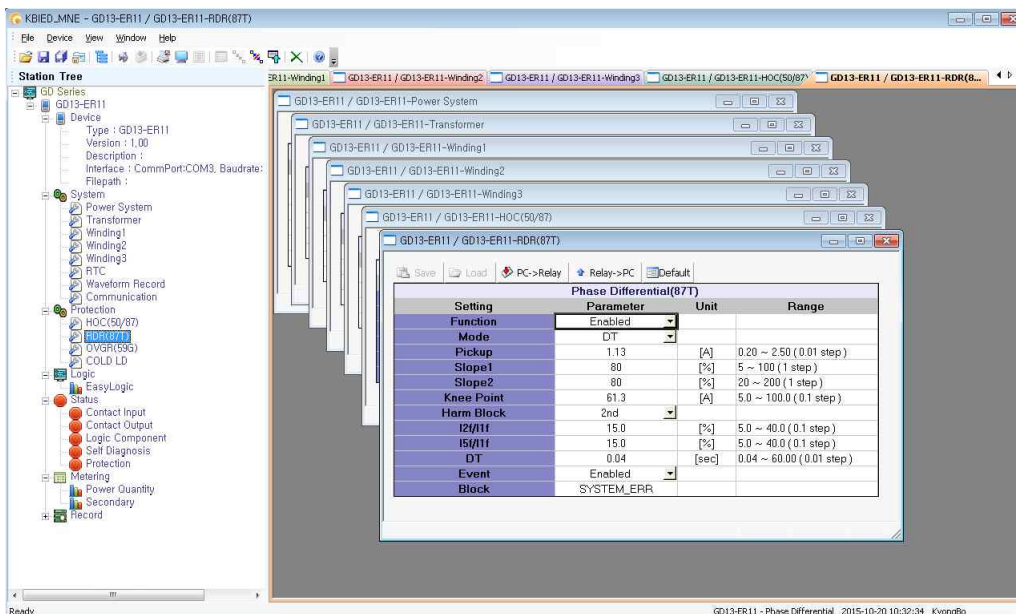 KBIED_MNE - GD13-ER11 / GD13-ER11-RDR(87T)
File Device View Window Help
Station Tree
GD Series
GD13-ER11
Device
Type : GD13-ER11
Version : 1,00
Description :
Interface : CommPort:COM3, Baudrate:
Filepath :
System
Power System
Transformer
Winding1
Winding2
Winding3
RTC
Waveform Record
Communication
Protection
HOC(50/87)
RDR(87T)
OVGR(59G)
COLD LD
Logic
EasyLogic
Status
Contact Input
Contact Output
Logic Component
Self Diagnosis
Protection
Metering
Power Quantity
Secondary
Record
ER11-Winding1 GD13-ER11 / GD13-ER11-Winding2 GD13-ER11 / GD13-ER11-Winding3 GD13-ER11 / GD13-ER11-HOC(50/87) GD13-ER11 / GD13-ER11-RDR(8...
GD13-ER11 / GD13-ER11-Power System
GD13-ER11 / GD13-ER11-Transformer
GD13-ER11 / GD13-ER11-Winding1
GD13-ER11 / GD13-ER11-Winding2
GD13-ER11 / GD13-ER11-Winding3
GD13-ER11 / GD13-ER11-HOC(50/87)
GD13-ER11 / GD13-ER11-RDR(87T)
Save Load PC->Relay Relay->PC Default
Phase Differential(87T)
Setting Parameter Unit Range
Function Enabled
Mode DT
Pickup 1.13 [A] 0.20 ~ 2.50 ( 0.01 step )
Slope1 80 [%] 5 ~ 100 ( 1 step )
Slope2 80 [%] 20 ~ 200 ( 1 step )
Knee Point 61.3 [A] 5.0 ~ 100.0 ( 0.1 step )
Harm Block 2nd
I2f/I1f 15.0 [%] 5.0 ~ 40.0 ( 0.1 step )
I5f/I1f 15.0 [%] 5.0 ~ 40.0 ( 0.1 step )
DT 0.04 [sec] 0.04 ~ 60.00 ( 0.01 step )
Event Enabled
Block SYSTEM_ERR
Ready
GD13-ER11 - Phase Differential 2015-10-20 10:32:34 KyongBo